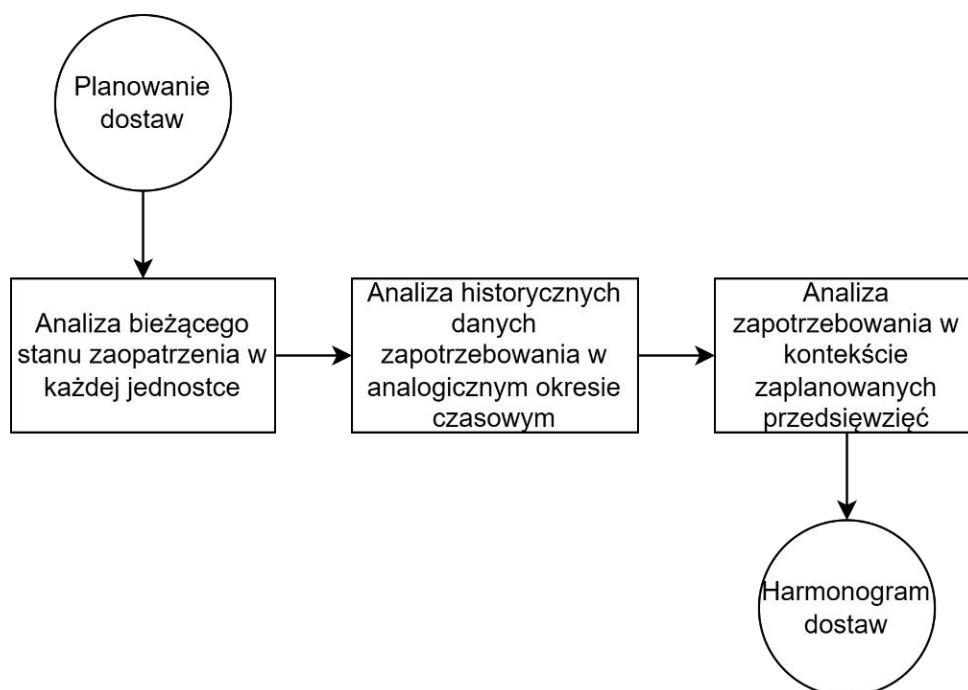 Planowanie
dostaw
Analiza bieżącego
stanu zaopatrzenia w
każdej jednostce
Analiza historycznych
danych
zapotrzebowania w
analogicznym okresie
czasowym
Analiza
zapotrzebowania w
kontekście
zaplanowanych
przedsięwzięć
Harmonogram
dostaw